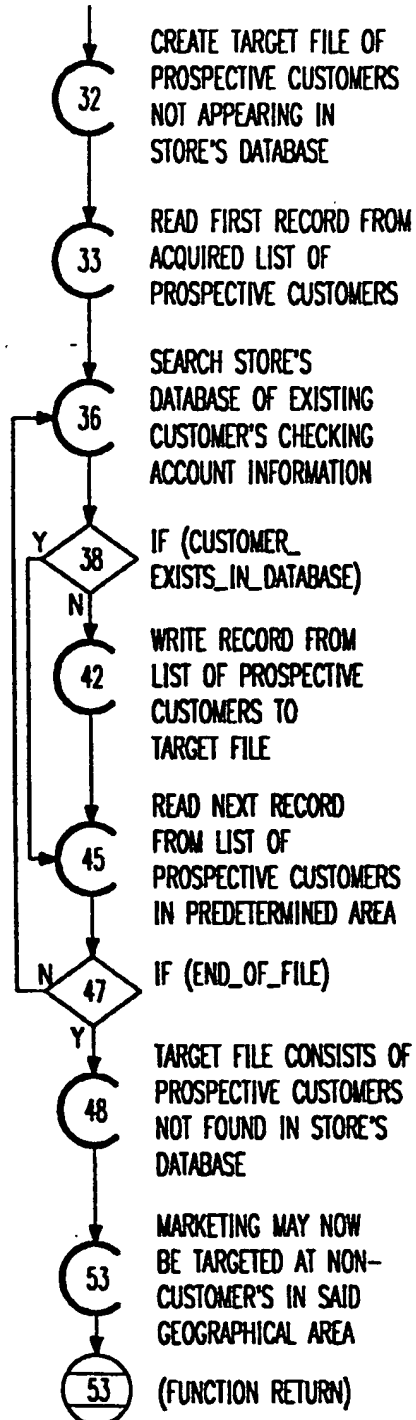 32
CREATE TARGET FILE OF
PROSPECTIVE CUSTOMERS
NOT APPEARING IN
STORE'S DATABASE
33
READ FIRST RECORD FROM
ACQUIRED LIST OF
PROSPECTIVE CUSTOMERS
36
SEARCH STORE'S
DATABASE OF EXISTING
CUSTOMER'S CHECKING
ACCOUNT INFORMATION
Y
38
N
IF (CUSTOMER_
EXISTS_IN_DATABASE)
42
WRITE RECORD FROM
LIST OF PROSPECTIVE
CUSTOMERS TO
TARGET FILE
45
READ NEXT RECORD
FROM LIST OF
PROSPECTIVE CUSTOMERS
IN PREDETERMINED AREA
N
47
Y
IF (END_OF_FILE)
48
TARGET FILE CONSISTS OF
PROSPECTIVE CUSTOMERS
NOT FOUND IN STORE'S
DATABASE
53
MARKETING MAY NOW
BE TARGETED AT NON-
CUSTOMER'S IN SAID
GEOGRAPHICAL AREA
53
(FUNCTION RETURN)